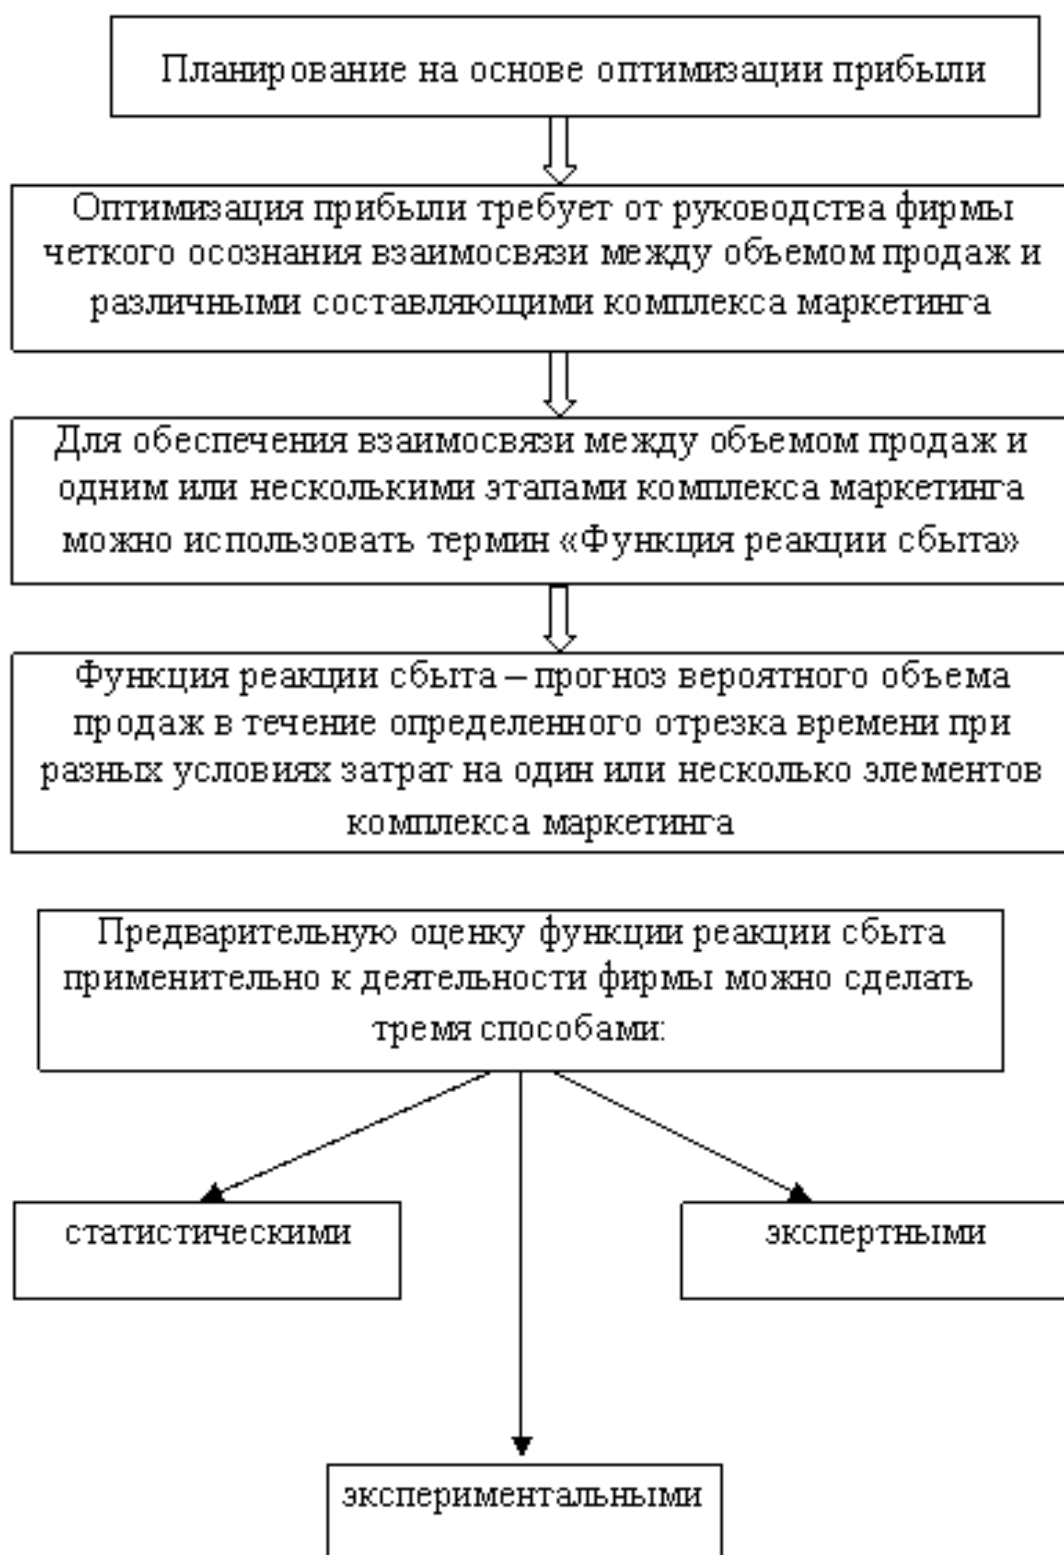 Планирование на основе оптимизации прибыли
Оптимизация прибыли требует от руководства фирмы
четкого осознания взаимосвязи между объемом продаж и
различными составляющими комплекса маркетинга
Для обеспечения взаимосвязи между объемом продаж и
одним или несколькими этапами комплекса маркетинга
можно использовать термин «Функция реакции сбыта»
Функция реакции сбыта – прогноз вероятного объема
продаж в течение определенного отрезка времени при
разных условиях затрат на один или несколько элементов
комплекса маркетинга
Предварительную оценку функции реакции сбыта
применительно к деятельности фирмы можно сделать
тремя способами:
статистическими
экспертными
экспериментальными